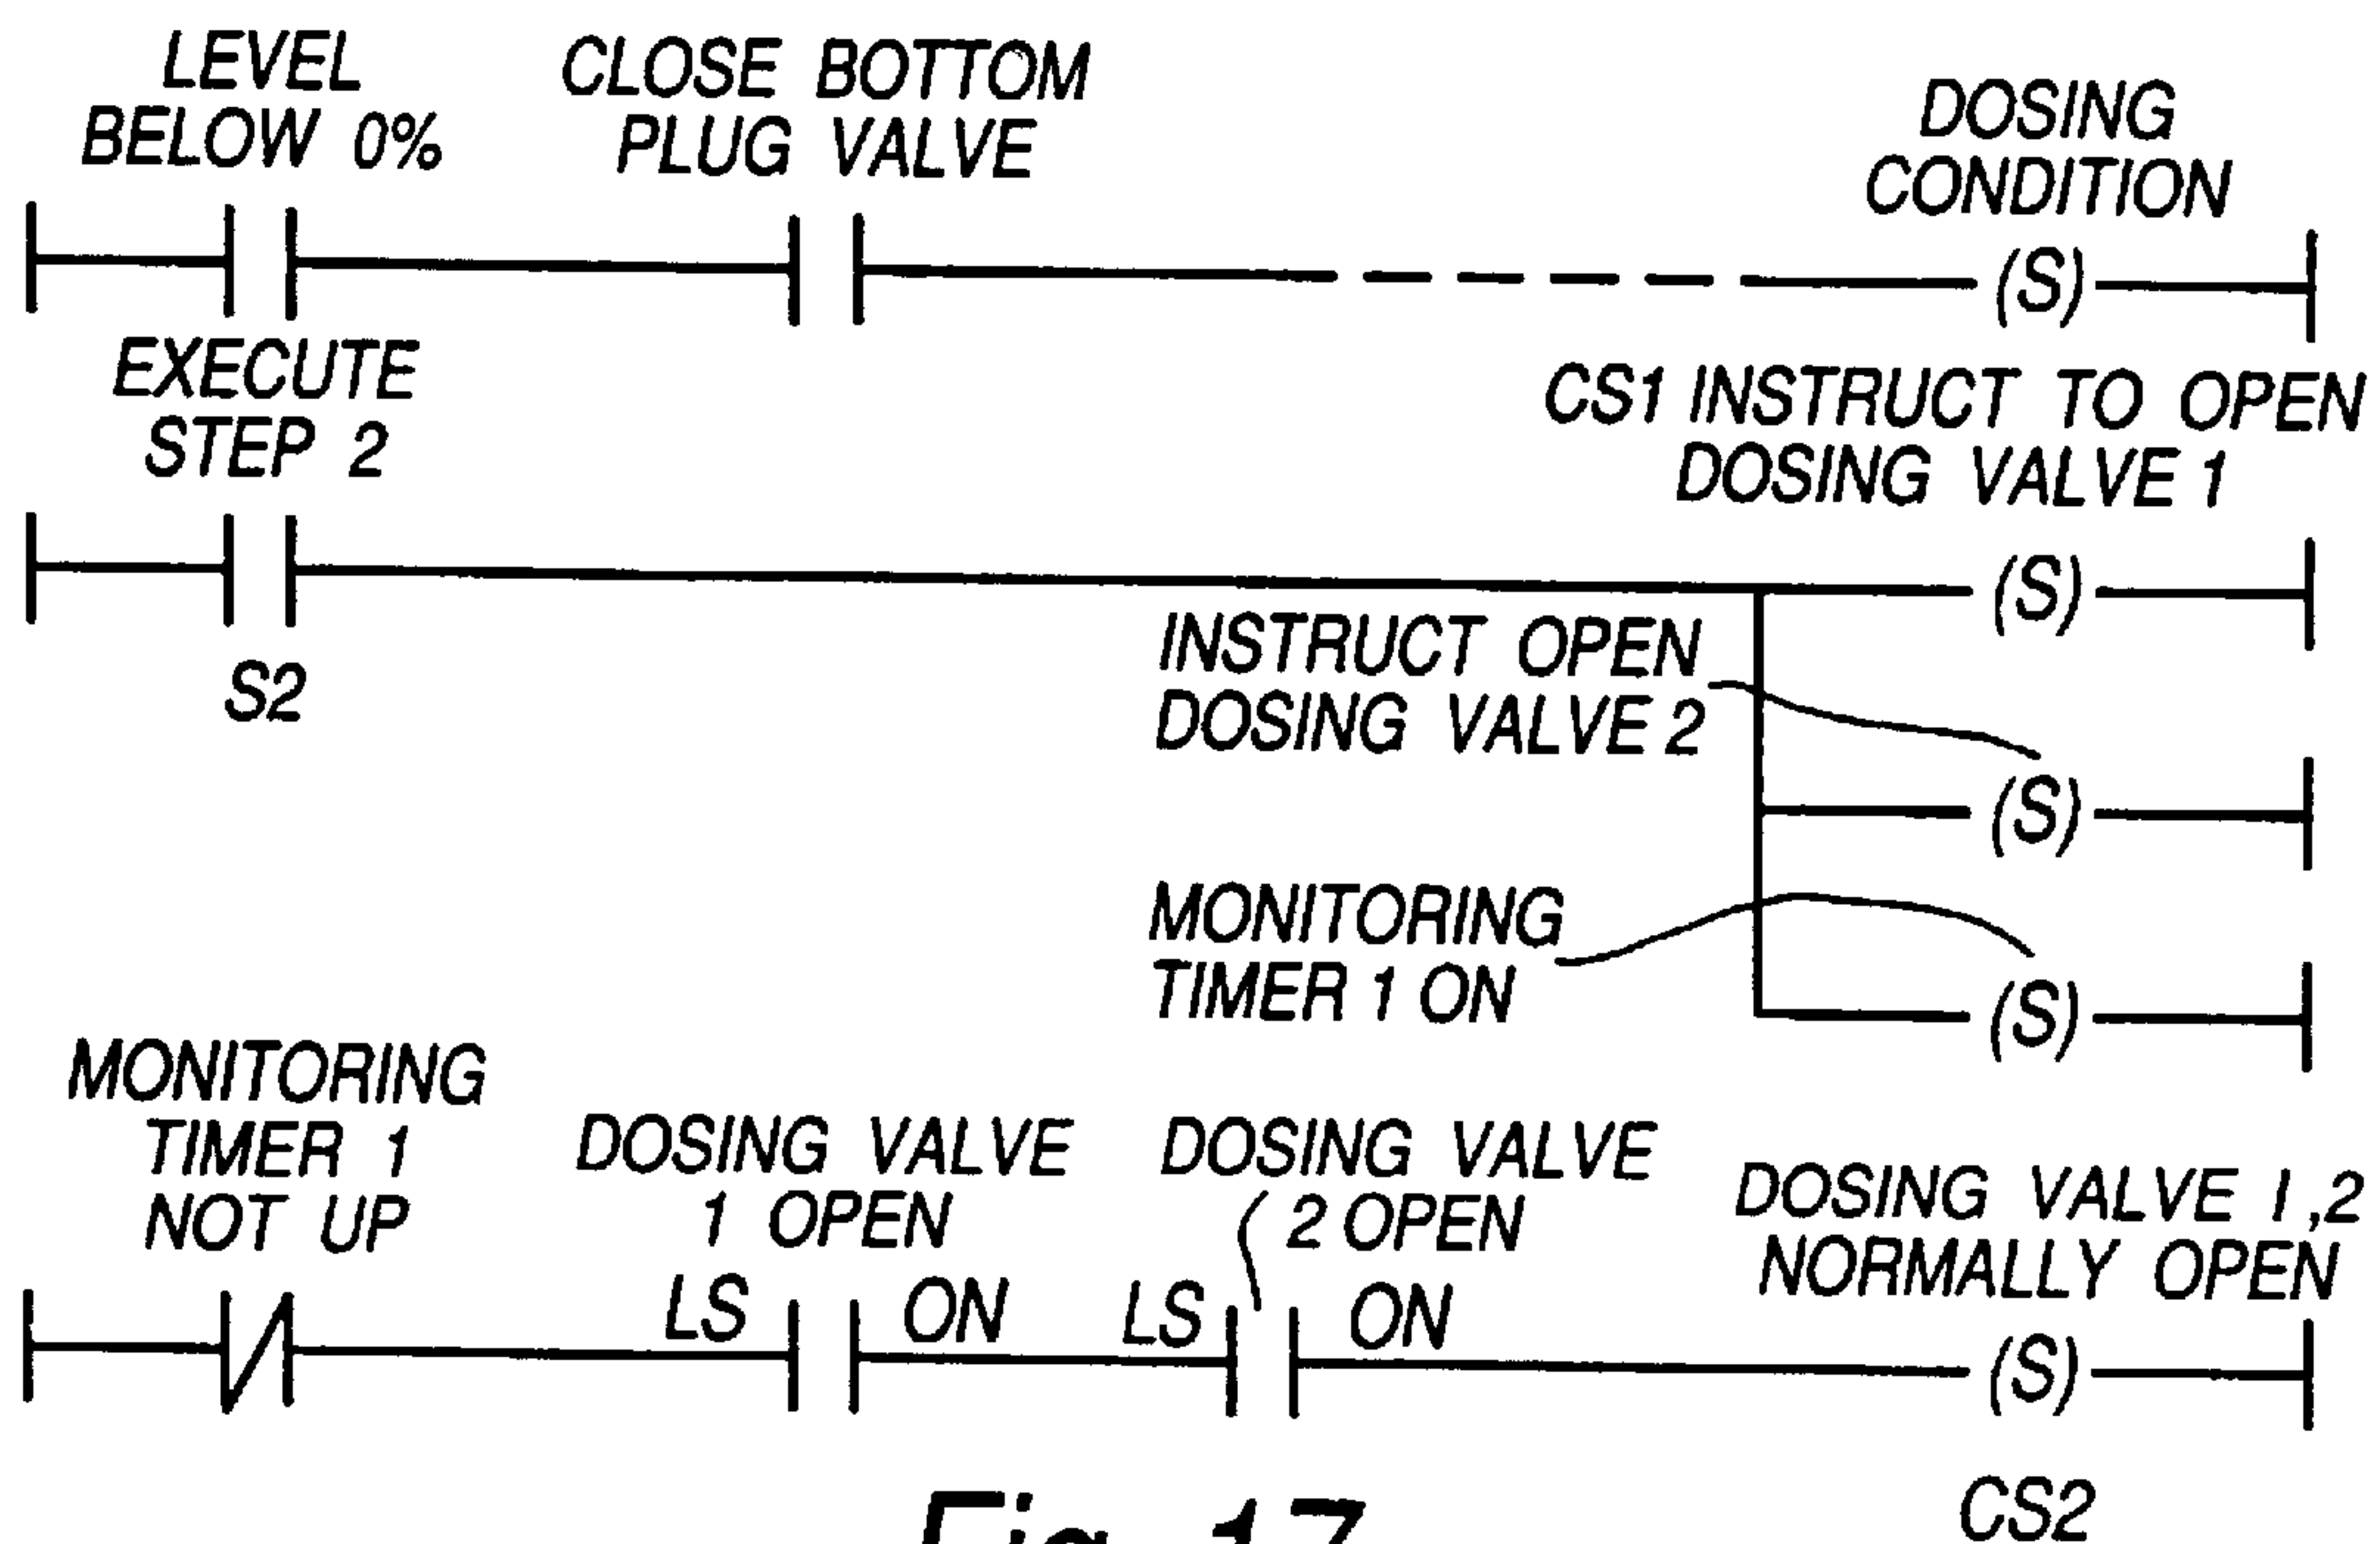 LEVEL
BELOW 0%
CLOSE BOTTOM
PLUG VALVE
DOSING
CONDITION
(S)
EXECUTE
STEP 2
CS1 INSTRUCT TO OPEN
DOSING VALVE 1
(S)
S2
INSTRUCT OPEN
DOSING VALVE 2
(S)
MONITORING
TIMER 1 ON
(S)
MONITORING
TIMER 1
NOT UP
DOSING VALVE
1 OPEN
LS
ON
DOSING VALVE
2 OPEN
LS
ON
DOSING VALVE 1,2
NORMALLY OPEN
(S)
CS2
Fig. 17